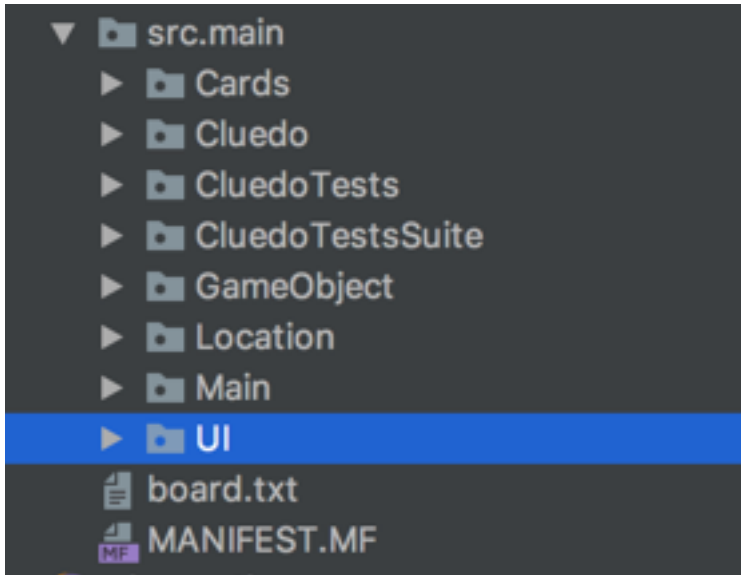 src.main
Cards
Cluedo
CluedoTests
CluedoTestsSuite
GameObject
Location
Main
UI
board.txt
MF MANIFEST.MF